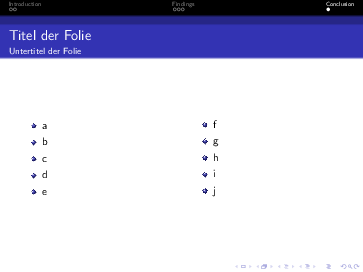 Introduction Findings Conclusion
Titel der Folie
Untertitel der Folie
a
b
c
d
e
f
g
h
i
j